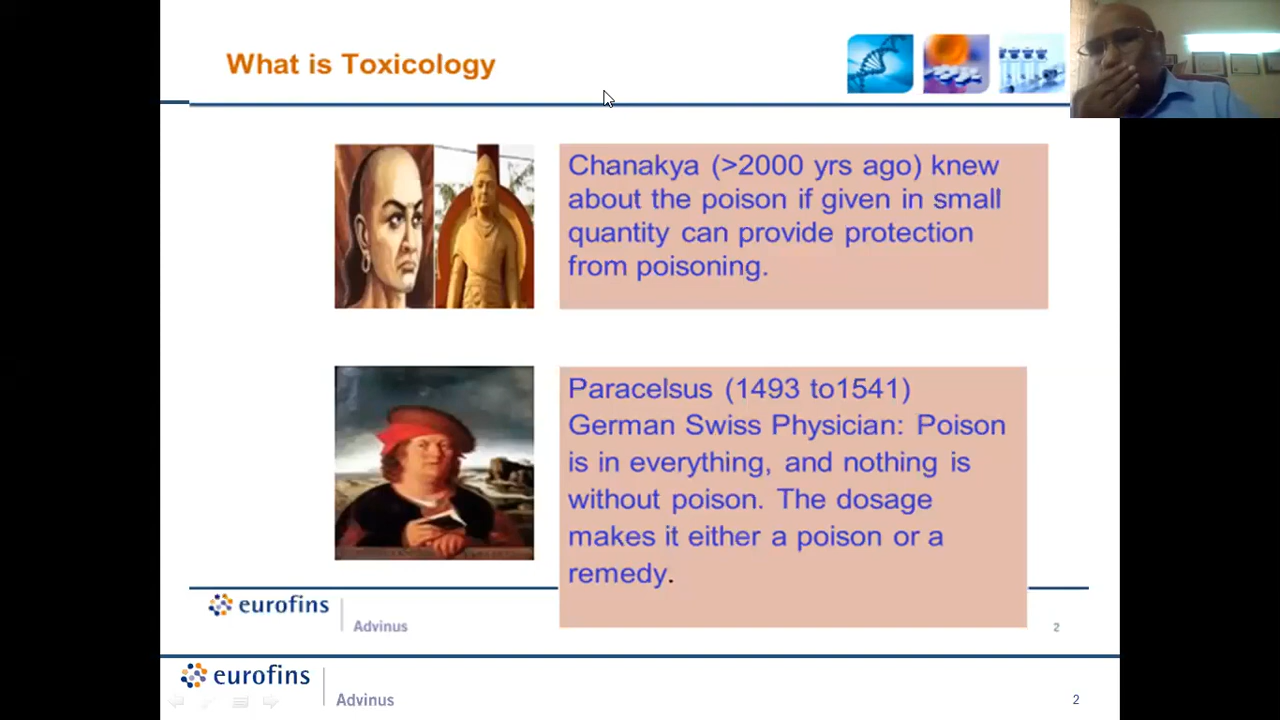 What is Toxicology
Chanakya (>2000 yrs ago) knew
about the poison if given in small
quantity can provide protection
from poisoning.
Paracelsus (1493 to1541)
German Swiss Physician: Poison
is in everything, and nothing is
without poison. The dosage
makes it either a poison or a
remedy.
eurofins
Advinus
2
eurofins
Advinus
2